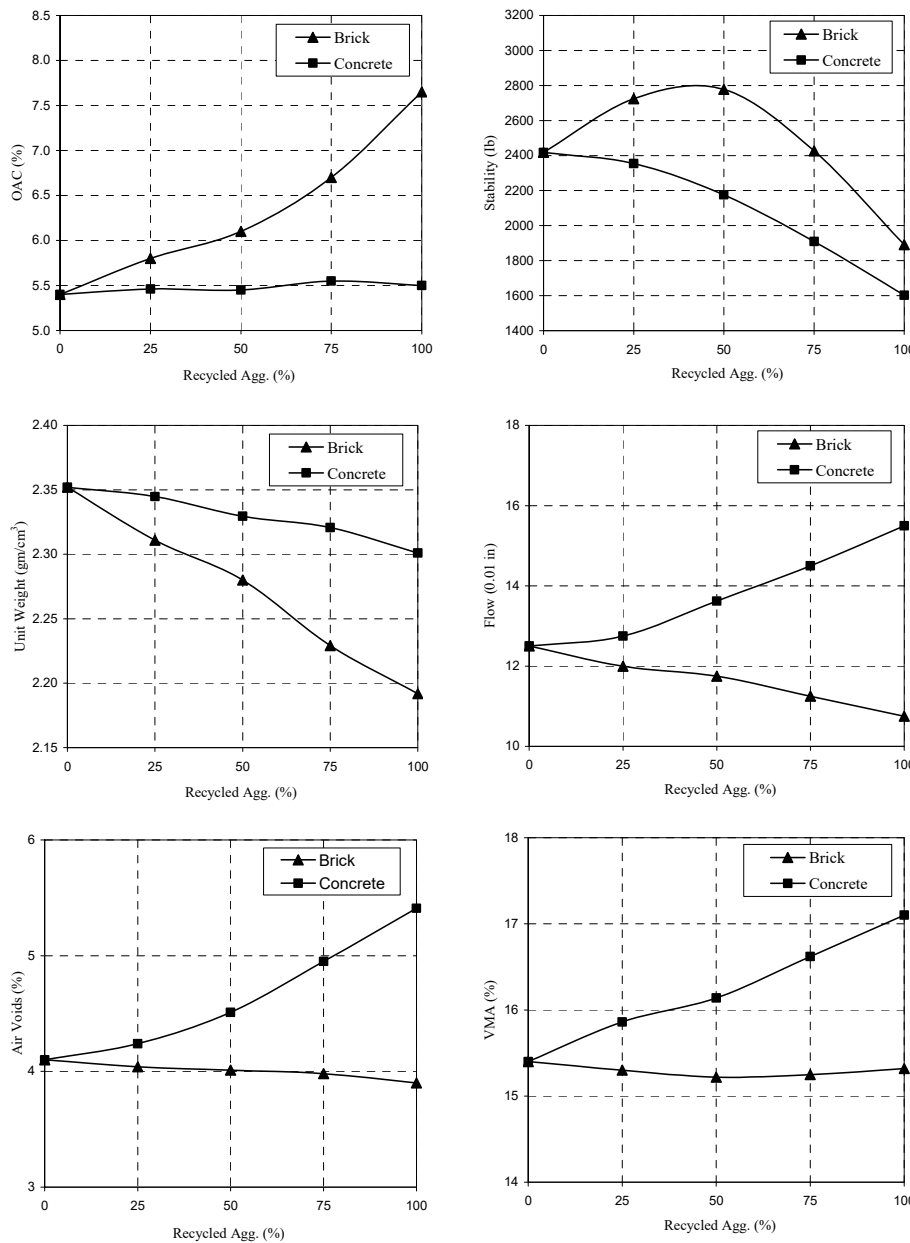 8.5
8.0
7.5
7.0
6.5
6.0
5.5
5.0
OAC (%)
Brick
Concrete
0 25 50 75 100
Recycled Agg. (%)
3200
3000
2800
2600
2400
2200
2000
1800
1600
1400
Stability (Ib)
Brick
Concrete
0 25 50 75 100
Recycled Agg. (%)
2.40
2.35
2.30
2.25
2.20
2.15
Unit Weight (gm/cm³)
Brick
Concrete
0 25 50 75 100
Recycled Agg. (%)
18
16
14
12
10
Flow (0.01 in)
Brick
Concrete
0 25 50 75 100
Recycled Agg. (%)
6
5
4
3
Air Voids (%)
Brick
Concrete
0 25 50 75 100
Recycled Agg. (%)
18
17
16
15
14
VMA (%)
Brick
Concrete
0 25 50 75 100
Recycled Agg. (%)